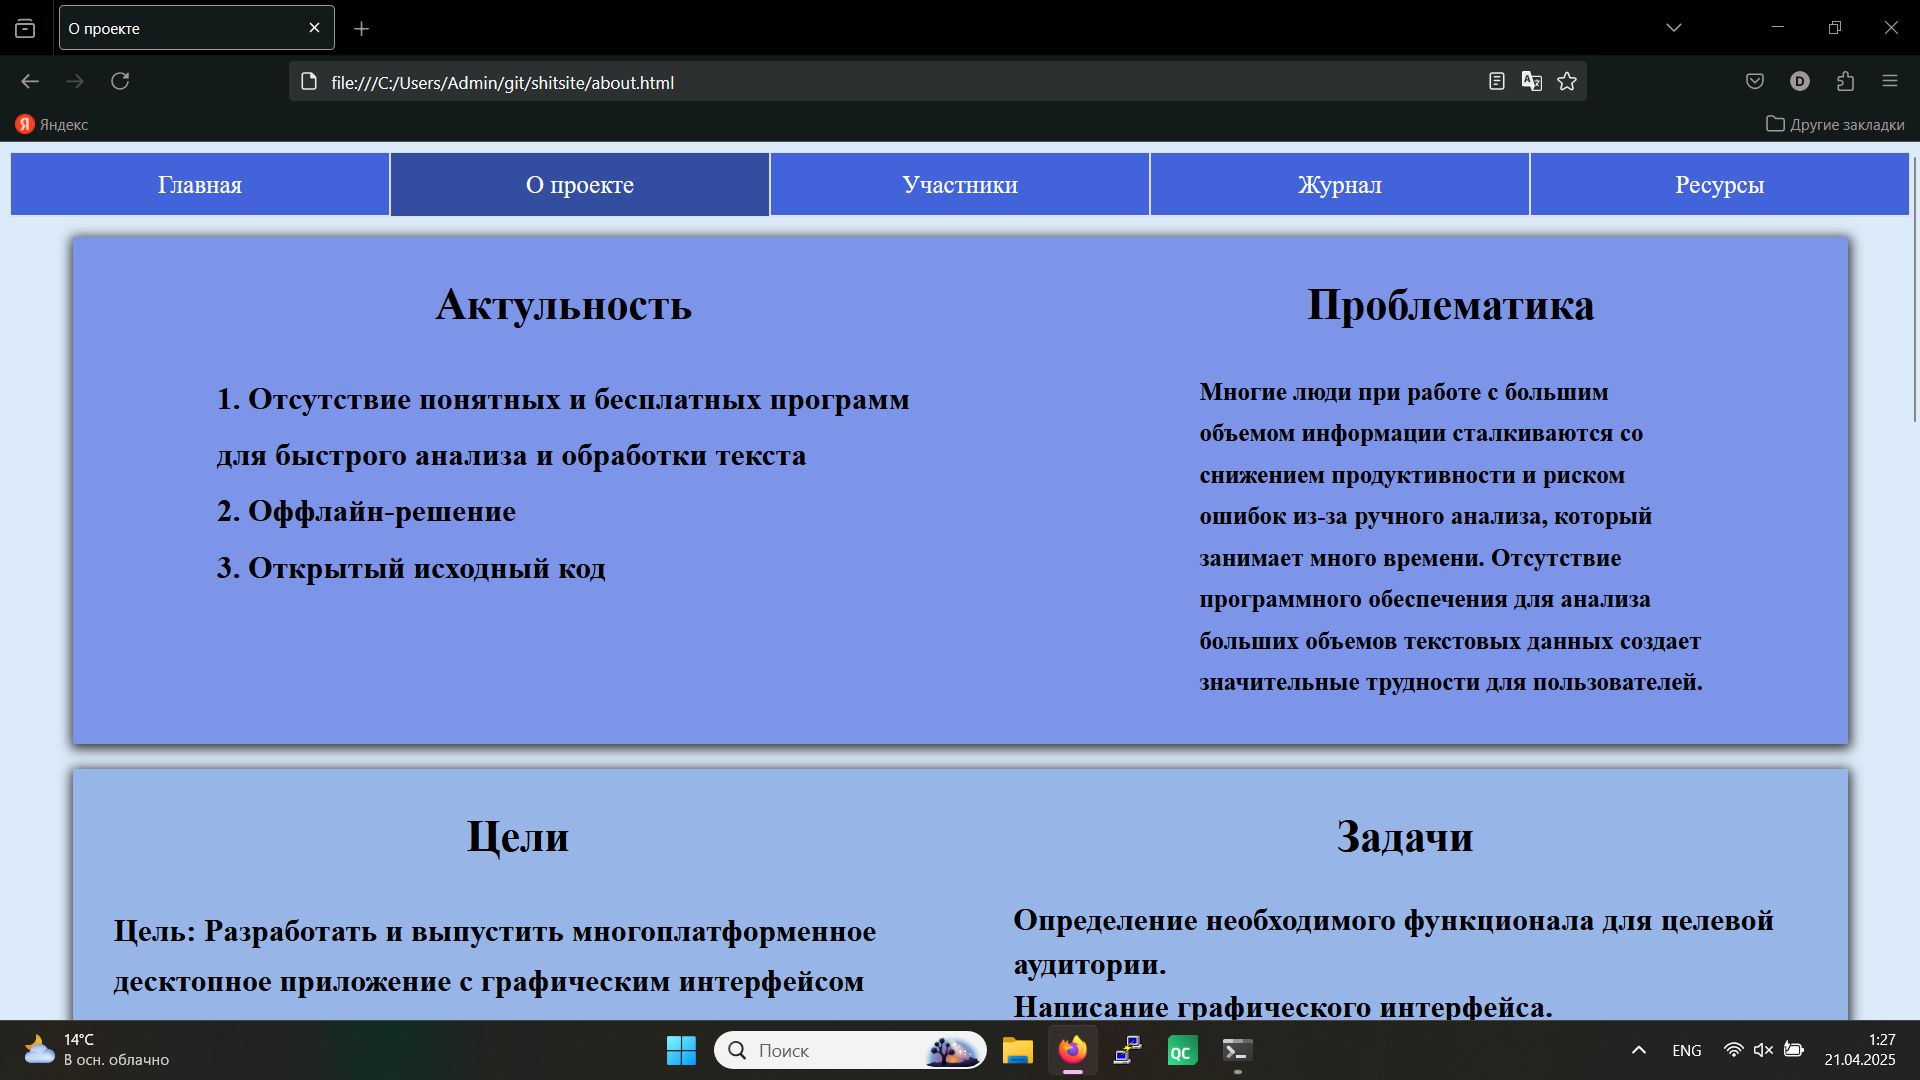 О проекте
file:///C:/Users/Admin/git/shitsite/about.html
D
Я Яндекс
Другие закладки
Главная
О проекте
Участники
Журнал
Ресурсы
Актульность
1. Отсутствие понятных и бесплатных программ
для быстрого анализа и обработки текста
2. Оффлайн-решение
3. Открытый исходный код
Проблематика
Многие люди при работе с большим
объемом информации сталкиваются со
снижением продуктивности и риском
ошибок из-за ручного анализа, который
занимает много времени. Отсутствие
программного обеспечения для анализа
больших объемов текстовых данных создает
значительные трудности для пользователей.
Цели
Цель: Разработать и выпустить многоплатформенное
десктопное приложение с графическим интерфейсом
Задачи
Определение необходимого функционала для целевой
аудитории.
Написание графического интерфейса.
14°C
В осн. облачно
Поиск
QC
ENG
1:27
21.04.2025